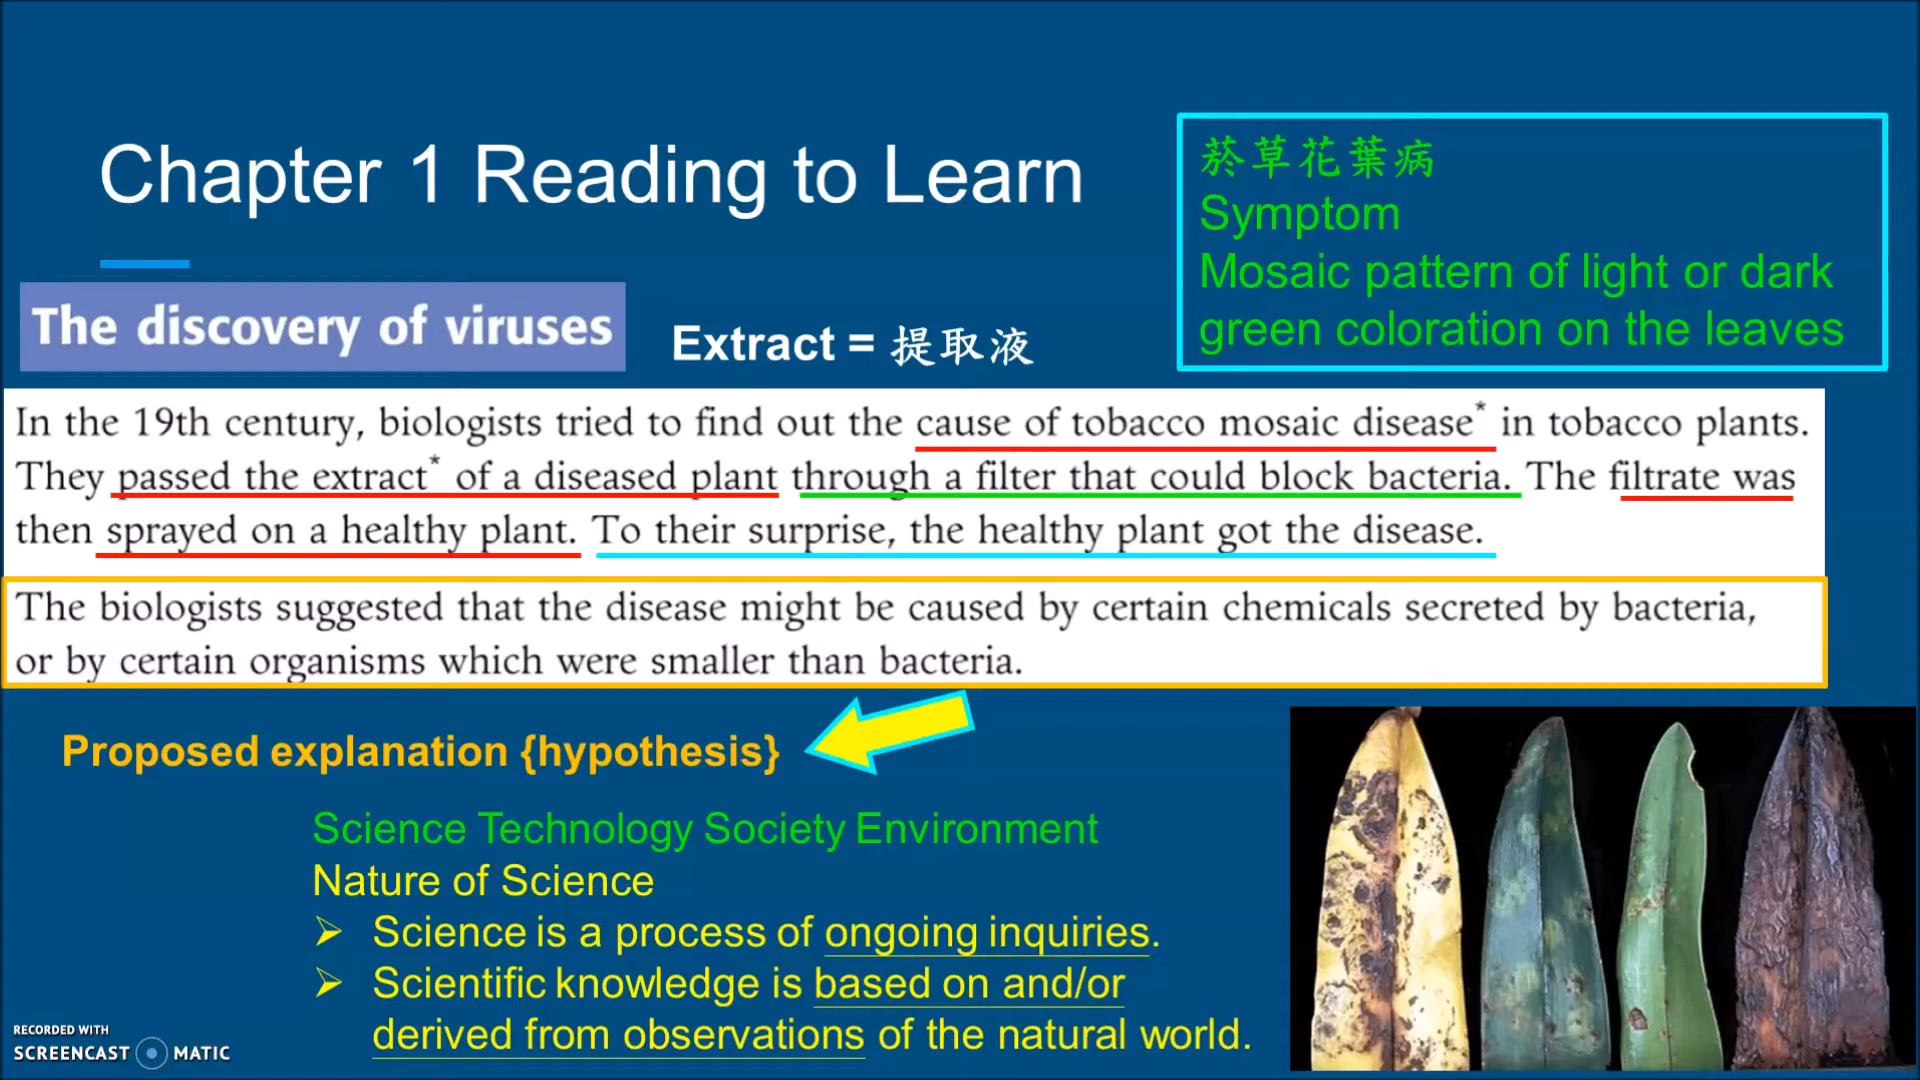 Chapter 1 Reading to Learn
菸草花葉病
Symptom
Mosaic pattern of light or dark
green coloration on the leaves
The discovery of viruses
Extract = 提取液
In the 19th century, biologists tried to find out the cause of tobacco mosaic disease* in tobacco plants.
They passed the extract* of a diseased plant through a filter that could block bacteria. The filtrate was
then sprayed on a healthy plant. To their surprise, the healthy plant got the disease.
The biologists suggested that the disease might be caused by certain chemicals secreted by bacteria,
or by certain organisms which were smaller than bacteria.
Proposed explanation {hypothesis}
Science Technology Society Environment
Nature of Science
➢ Science is a process of ongoing inquiries.
➢ Scientific knowledge is based on and/or
derived from observations of the natural world.
RECORDED WITH
SCREENCAST MATIC